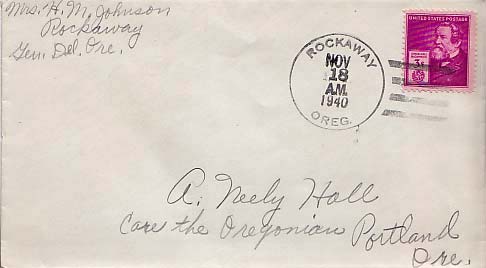 Mrs. H. M. Johnson
Rockaway
Gen. Del. Ore.
ROCKAWAY
NOV
18
A.M.
1940
OREG.
UNITED STATES POSTAGE
3¢
A. Neely Hall
Care the Oregonian Portland
Ore.